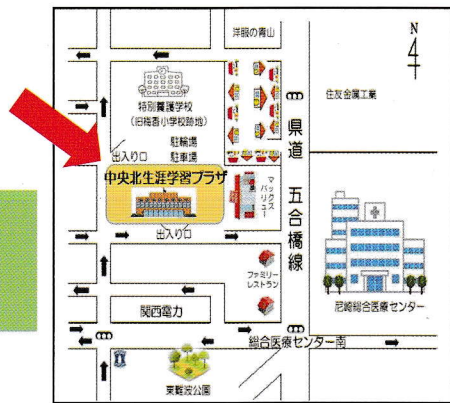 洋服の青山
N
4
特別養護学校
(旧梅香小学校跡地)
住友金属工業
駐輪場
駐車場
出入り口
県道 五合橋線
中央北生涯学習プラザ
マックスバリュー
出入り口
ファミリー
レストラン
尼崎総合医療センター
関西電力
総合医療センター南
東難波公園